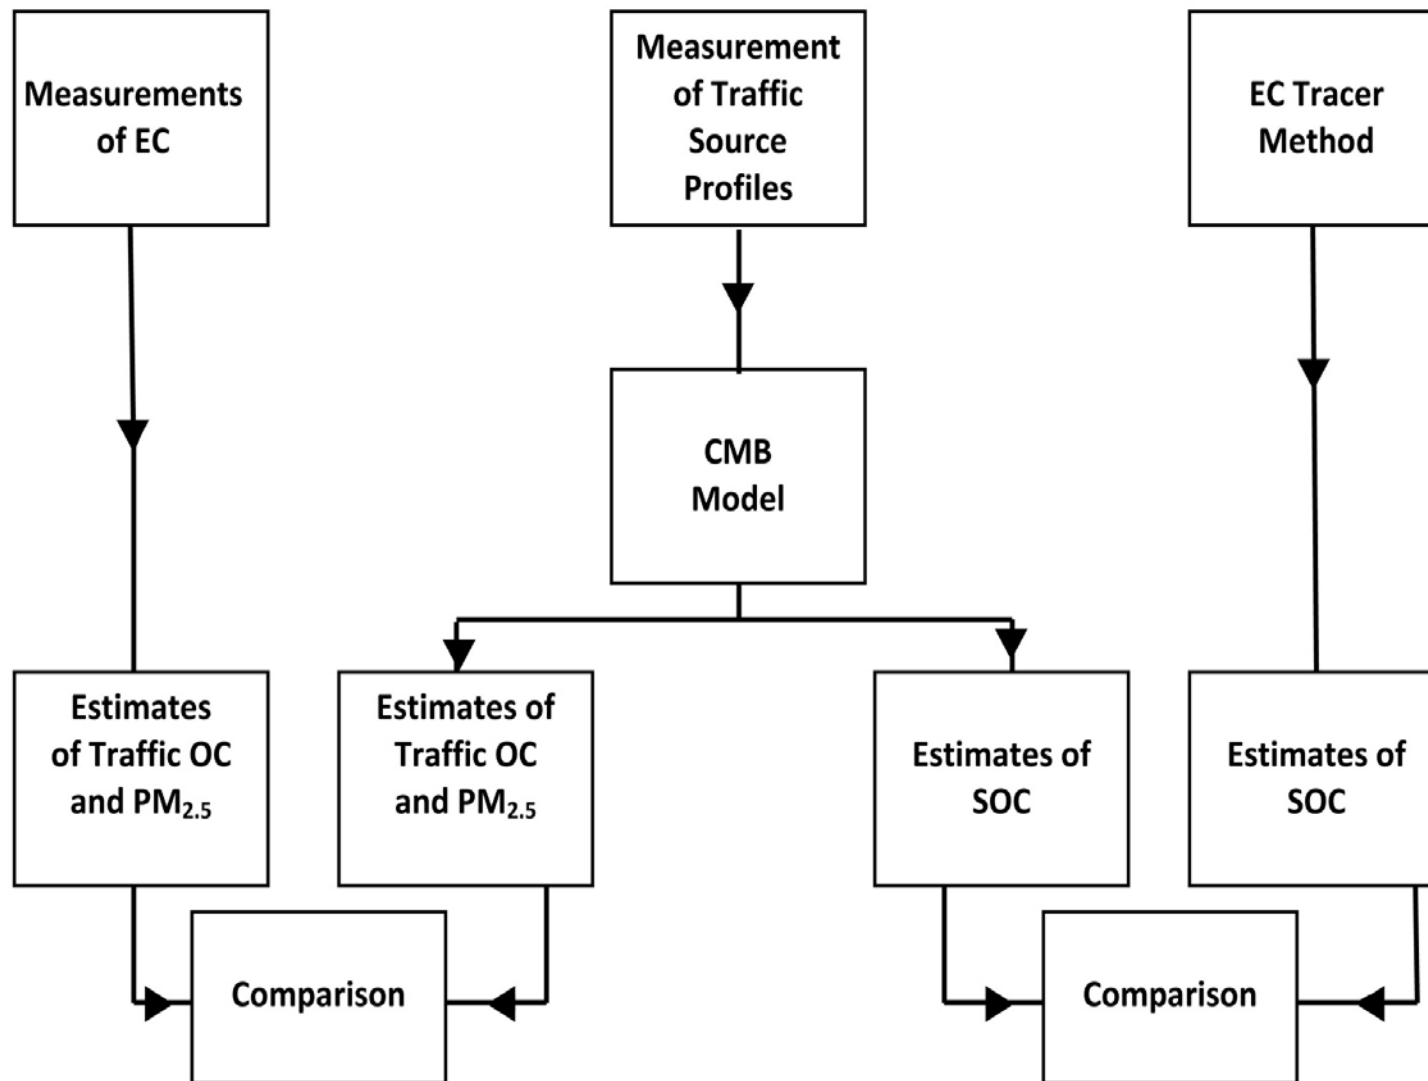 Measurements
of EC
Measurement
of Traffic
Source
Profiles
EC Tracer
Method
CMB
Model
Estimates
of Traffic OC
and PM₂.₅
Estimates of
Traffic OC
and PM₂.₅
Estimates of
SOC
Estimates of
SOC
Comparison
Comparison